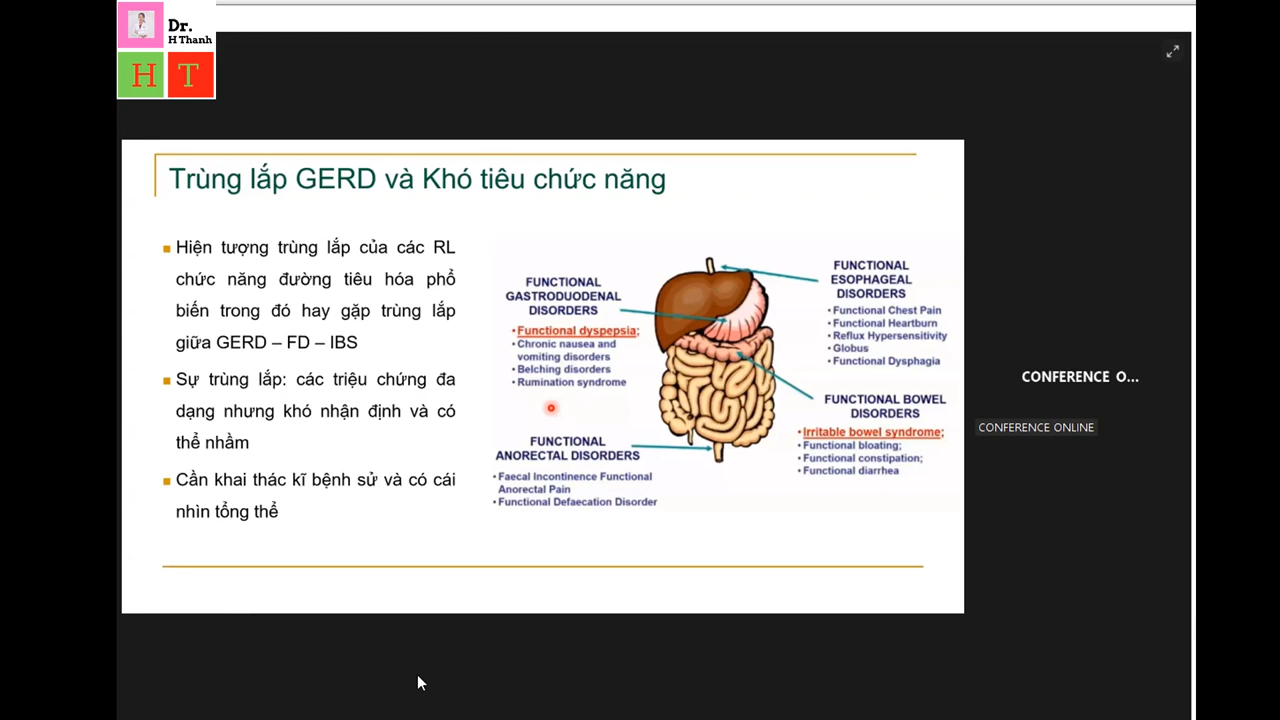 Dr.
H Thanh
H T
Trùng lắp GERD và Khó tiêu chức năng
Hiện tượng trùng lắp của các RL
chức năng đường tiêu hóa phổ
biến trong đó hay gặp trùng lắp
giữa GERD – FD – IBS
Sự trùng lắp: các triệu chứng đa
dạng nhưng khó nhận định và có
thể nhầm
Cần khai thác kĩ bệnh sử và có cái
nhìn tổng thể
FUNCTIONAL
GASTRODUODENAL
DISORDERS
• Functional dyspepsia;
• Chronic nausea and
vomiting disorders
• Belching disorders
• Rumination syndrome
FUNCTIONAL
ANORECTAL DISORDERS
• Faecal Incontinence Functional
Anorectal Pain
• Functional Defaecation Disorder
FUNCTIONAL
ESOPHAGEAL
DISORDERS
• Functional Chest Pain
• Functional Heartburn
• Reflux Hypersensitivity
• Globus
• Functional Dysphagia
FUNCTIONAL BOWEL
DISORDERS
• Irritable bowel syndrome;
• Functional bloating;
• Functional constipation;
• Functional diarrhea
CONFERENCE O...
CONFERENCE ONLINE